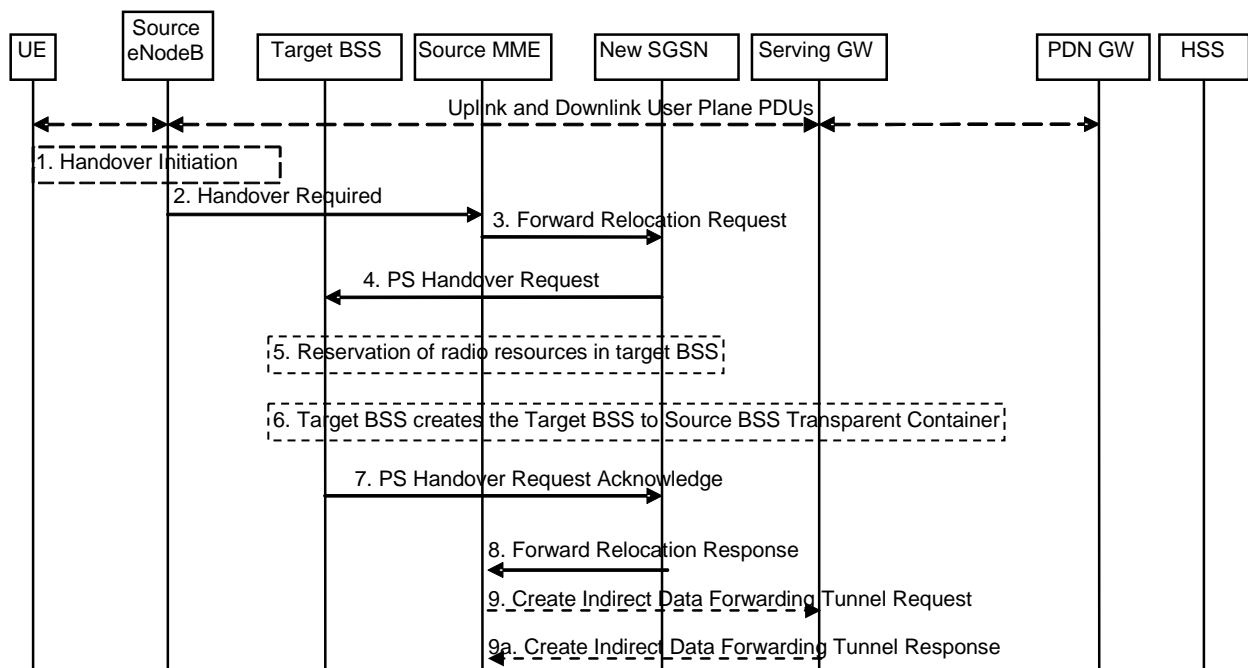 Source
eNodeB
UE
Target BSS
Source MME
New SGSN
Serving GW
PDN GW
HSS
Uplink and Downlink User Plane PDUs
1. Handover Initiation
2. Handover Required
3. Forward Relocation Request
4. PS Handover Request
5. Reservation of radio resources in target BSS
6. Target BSS creates the Target BSS to Source BSS Transparent Container
7. PS Handover Request Acknowledge
8. Forward Relocation Response
9. Create Indirect Data Forwarding Tunnel Request
9a. Create Indirect Data Forwarding Tunnel Response